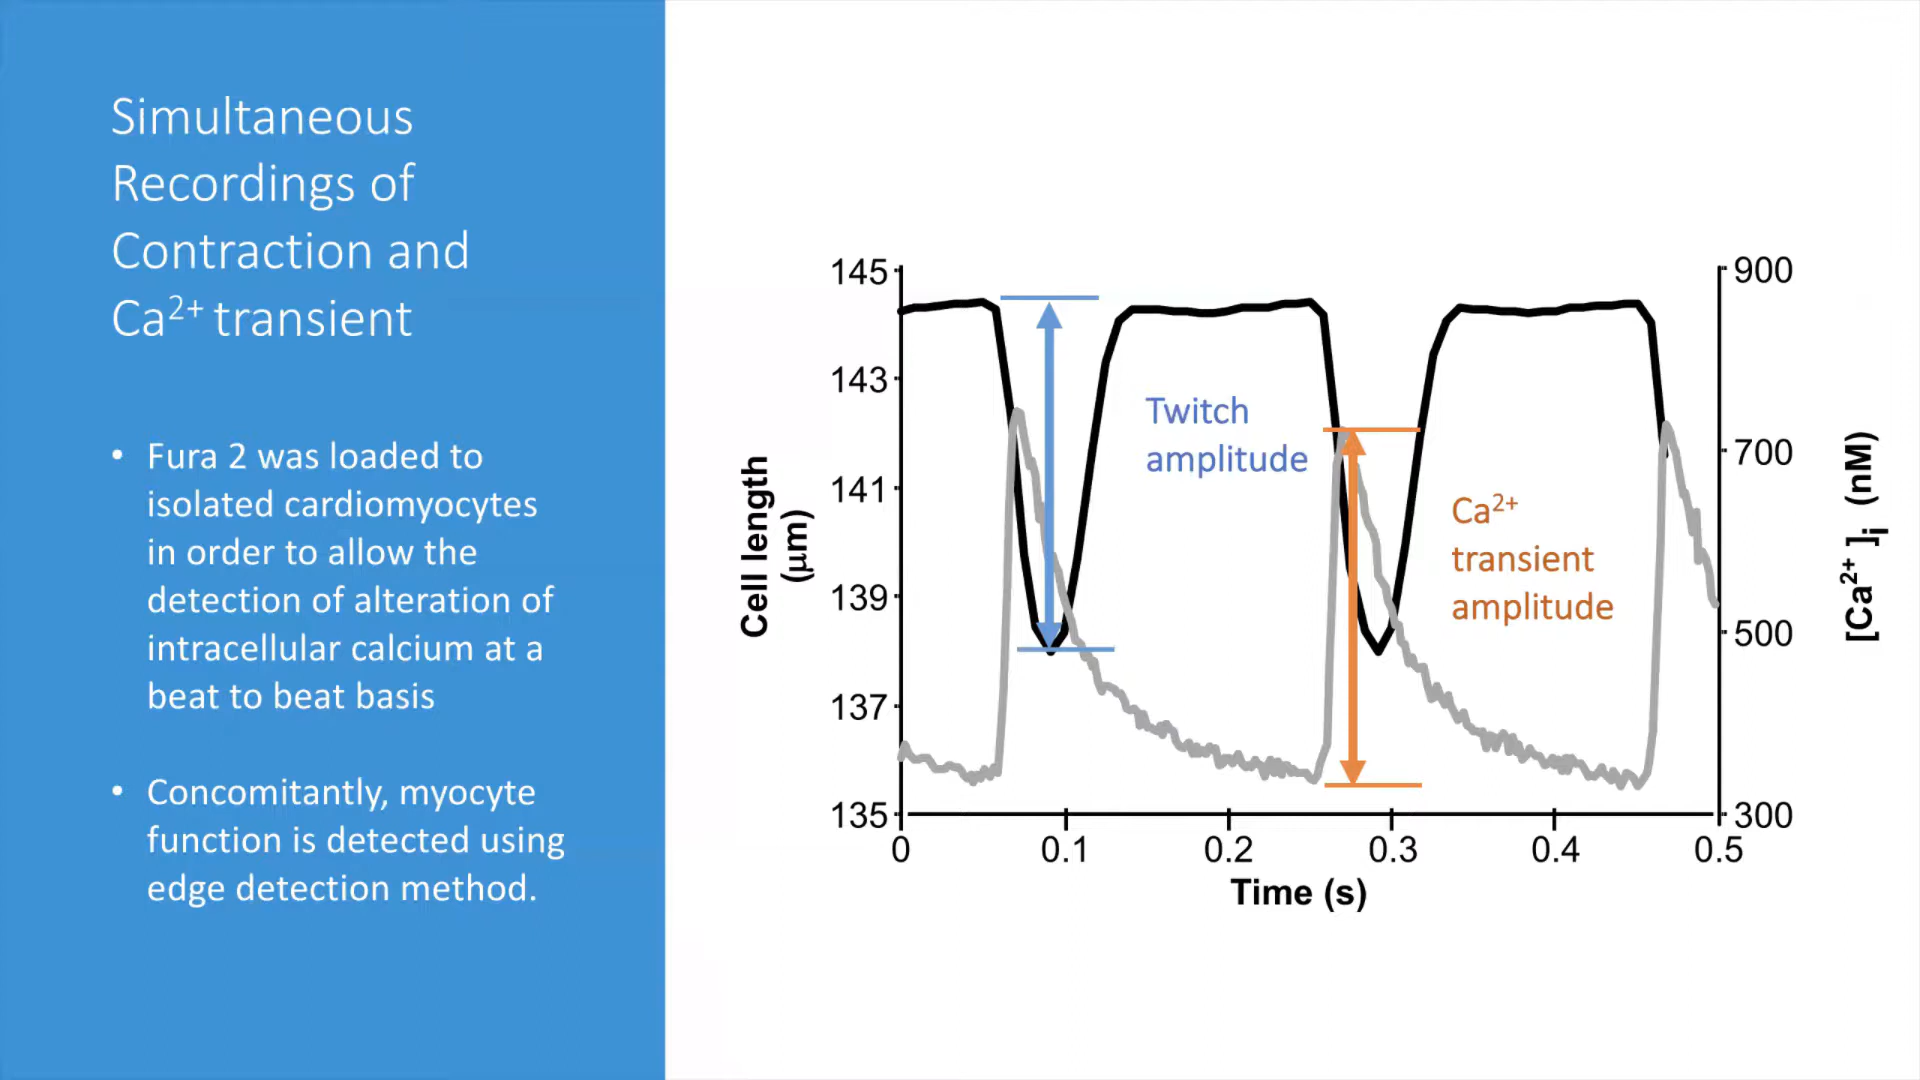 Simultaneous
Recordings of
Contraction and
Ca²⁺ transient
• Fura 2 was loaded to
isolated cardiomyocytes
in order to allow the
detection of alteration of
intracellular calcium at a
beat to beat basis
• Concomitantly, myocyte
function is detected using
edge detection method.
Cell length
(μm)
145
143
141
139
137
135
Twitch
amplitude
Ca²⁺
transient
amplitude
900
700
500
300
[Ca²⁺]i (nM)
0 0.1 0.2 0.3 0.4 0.5
Time (s)